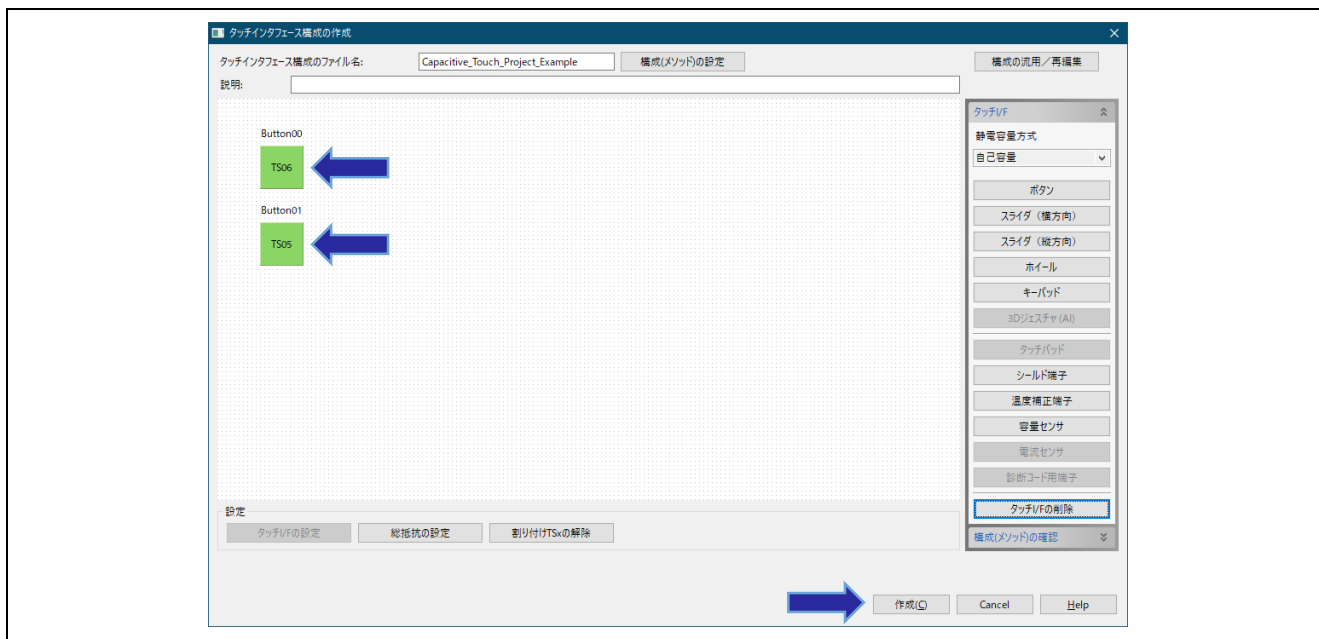 タッチインタフェース構成の作成
タッチインタフェース構成のファイル名: Capacitive_Touch_Project_Example 構成(メソッド)の設定 構成の流用／再編集
説明:
Button00
TS06
Button01
TS05
タッチI/F
静電容量方式
自己容量
ボタン
スライダ（横方向）
スライダ（縦方向）
ホイール
キーパッド
3Dジェスチャ(AI)
タッチパッド
シールド端子
温度補正端子
容量センサ
電流センサ
診断コード用端子
タッチI/Fの削除
構成(メソッド)の確認
設定
タッチI/Fの設定 総抵抗の設定 割り付けTSxの解除
作成(C) Cancel Help